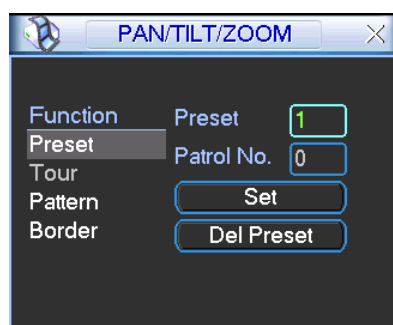 PAN/TILT/ZOOM
Function
Preset
Tour
Pattern
Border
Preset 1
Patrol No. 0
Set
Del Preset